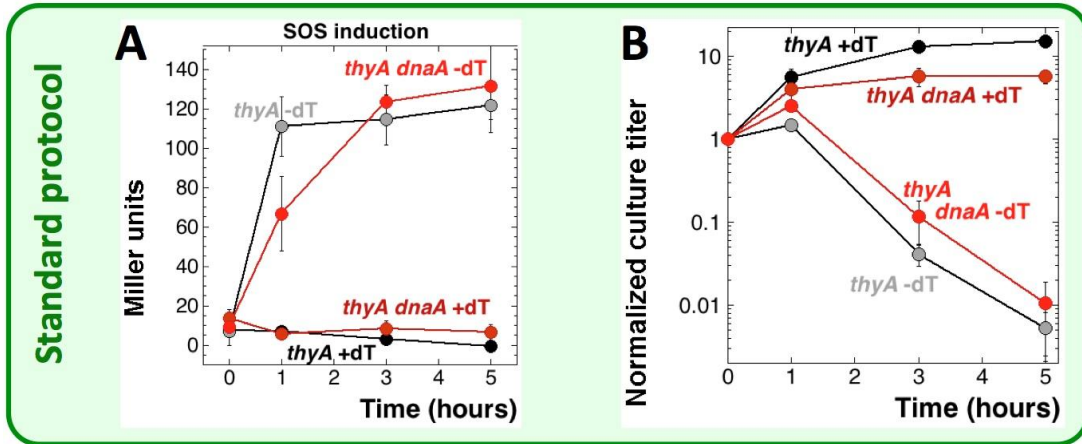 Standard protocol
A
SOS induction
Miller units
140
120
100
80
60
40
20
0
thyA dnaA -dT
thyA -dT
thyA dnaA +dT
thyA +dT
0 1 2 3 4 5
Time (hours)
B
Normalized culture titer
10
1
0.1
0.01
thyA +dT
thyA dnaA +dT
thyA
dnaA -dT
thyA -dT
0 1 2 3 4 5
Time (hours)